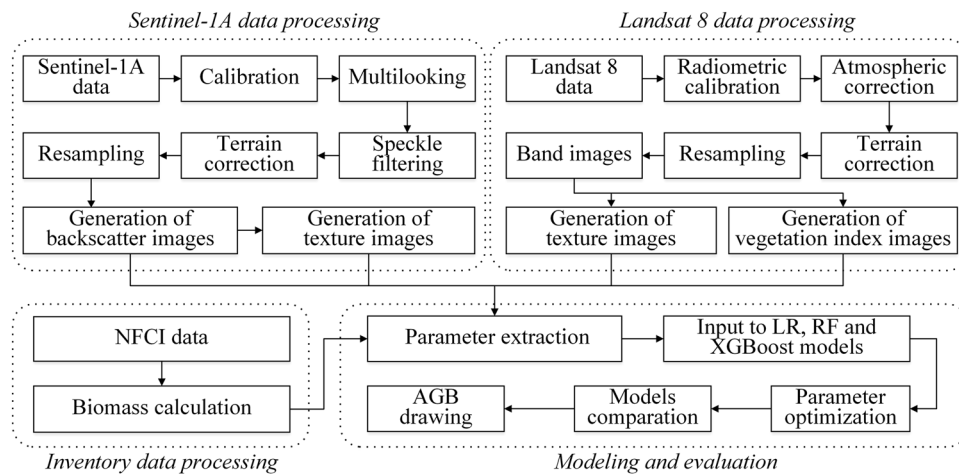 Sentinel-1A data processing
Sentinel-1A
data
Calibration
Multilooking
Speckle
filtering
Terrain
correction
Resampling
Generation of
backscatter images
Generation of
texture images
Landsat 8 data processing
Landsat 8
data
Radiometric
calibration
Atmospheric
correction
Terrain
correction
Resampling
Band images
Generation of
texture images
Generation of
vegetation index images
NFCI data
Biomass calculation
Inventory data processing
Parameter extraction
Input to LR, RF and
XGBoost models
Parameter
optimization
Models
comparation
AGB
drawing
Modeling and evaluation